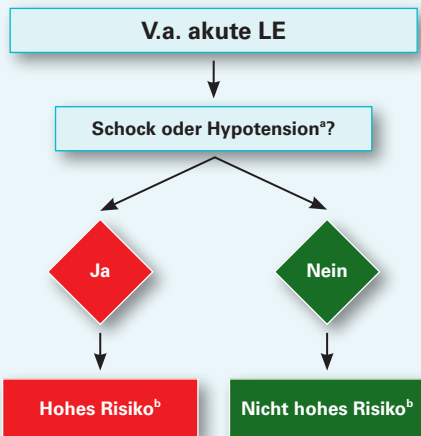 V.a. akute LE
Schock oder Hypotensionᵃ?
Ja
Nein
Hohes Risikoᵇ
Nicht hohes Risikoᵇ